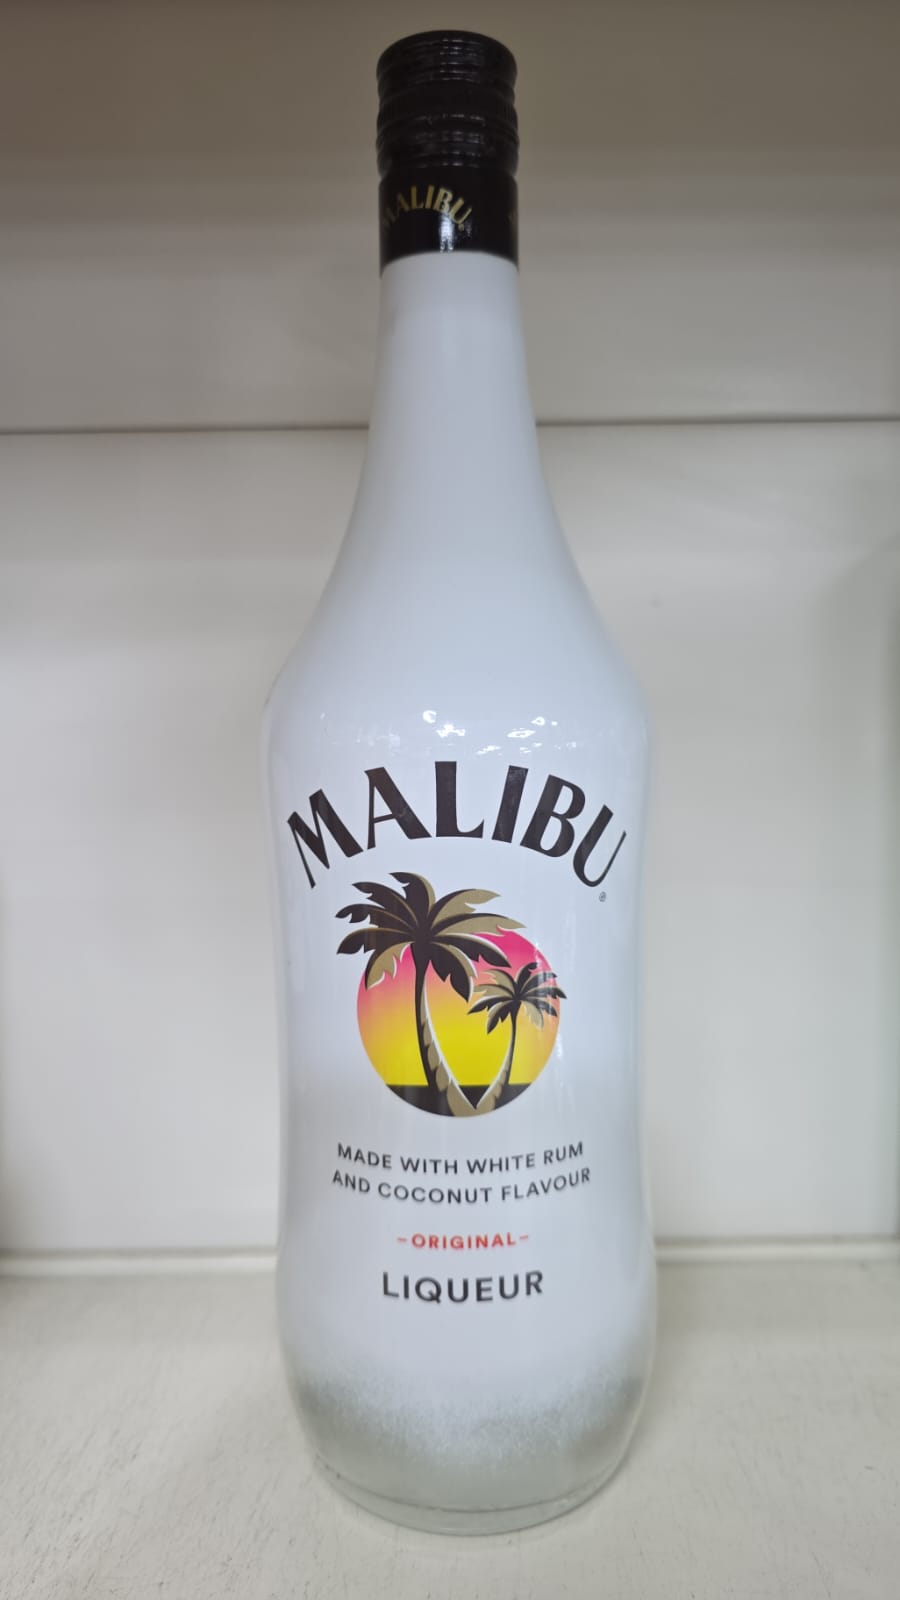 MALIBU
MALIBU
MADE WITH WHITE RUM
AND COCONUT FLAVOUR
-ORIGINAL-
LIQUEUR